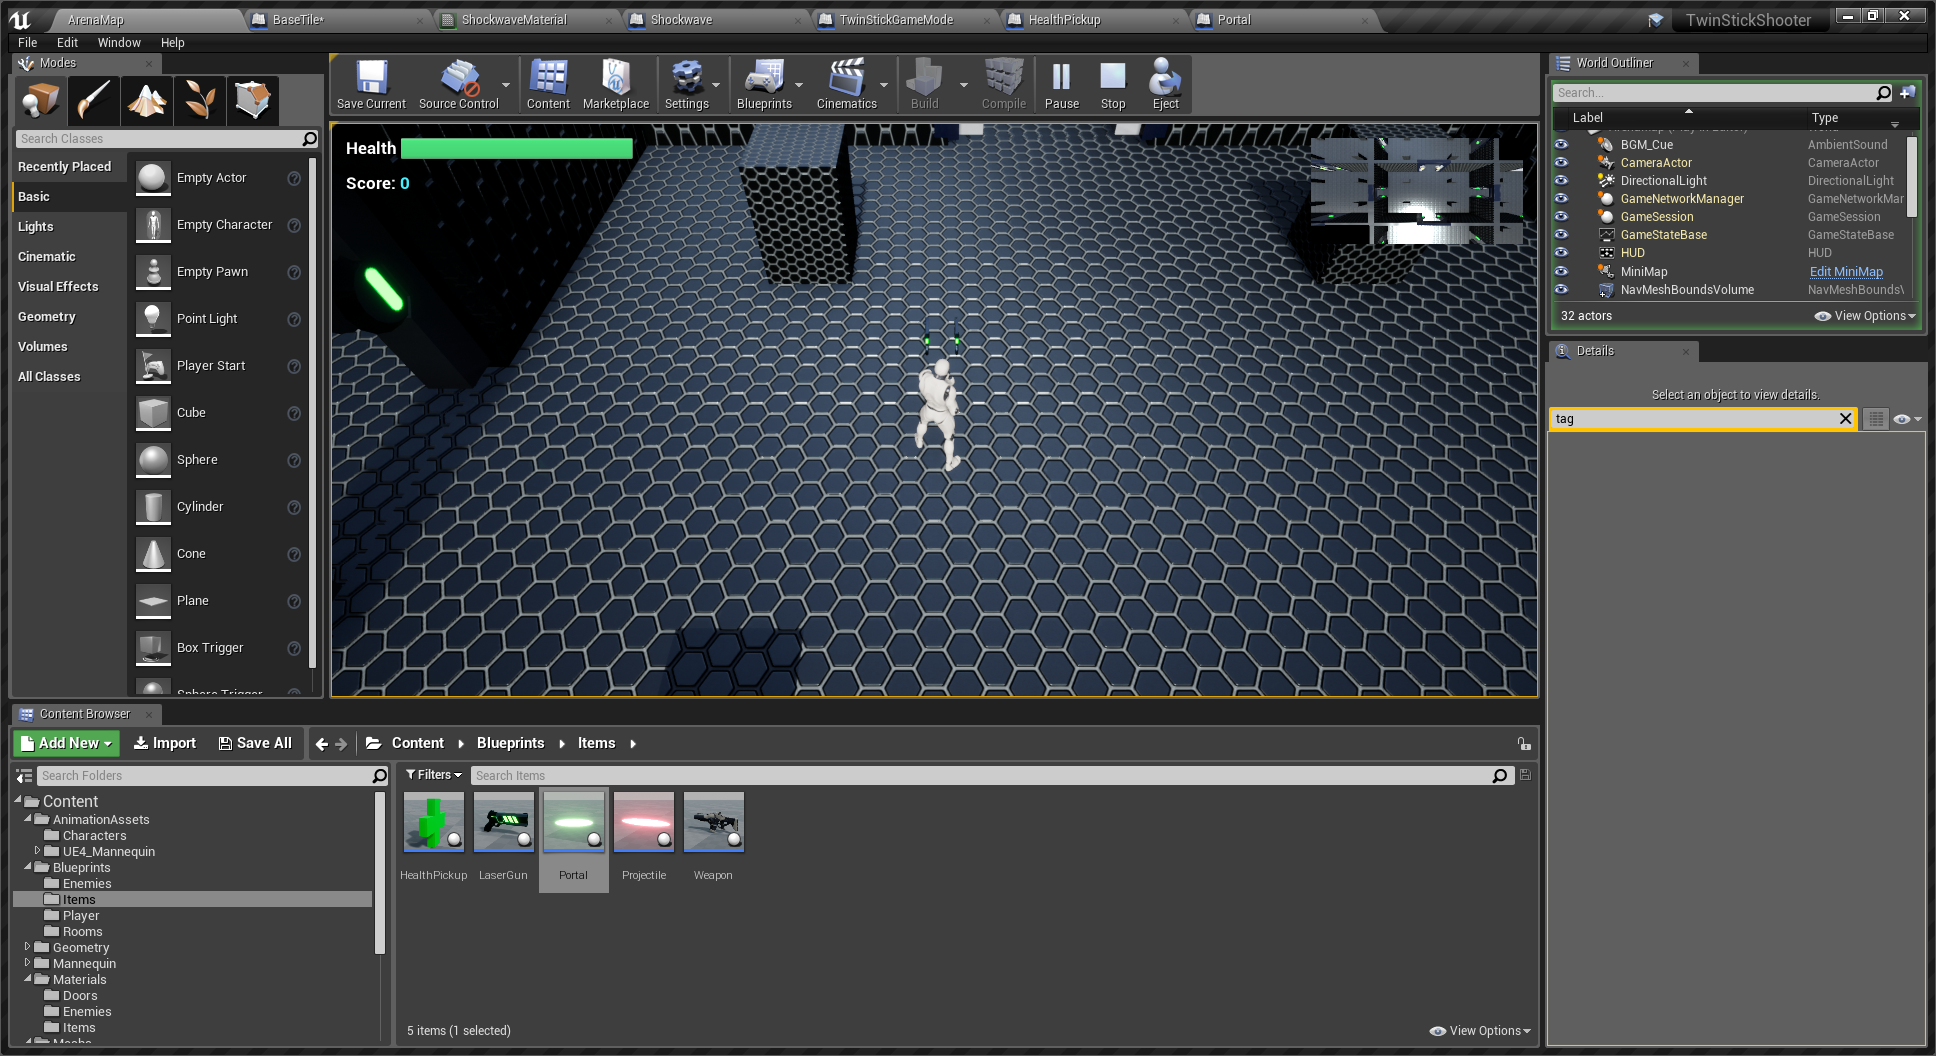 ArenaMap
BaseTile*
ShockwaveMaterial
Shockwave
TwinStickGameMode
HealthPickup
Portal
TwinStickShooter
File Edit Window Help
Modes
Search Classes
Recently Placed
Basic
Lights
Cinematic
Visual Effects
Geometry
Volumes
All Classes
Empty Actor
Empty Character
Empty Pawn
Point Light
Player Start
Cube
Sphere
Cylinder
Cone
Plane
Box Trigger
Sphere Trigger
Save Current
Source Control
Content
Marketplace
Settings
Blueprints
Cinematics
Build
Compile
Pause
Stop
Eject
Health
Score: 0
World Outliner
Search...
Label Type
BGM_Cue AmbientSound
CameraActor CameraActor
DirectionalLight DirectionalLight
GameNetworkManager GameNetworkMar
GameSession GameSession
GameStateBase GameStateBase
HUD HUD
MiniMap Edit MiniMap
NavMeshBoundsVolume NavMeshBoundsV
32 actors View Options
Details
Select an object to view details.
tag
Content Browser
Add New Import Save All Content Blueprints Items
Search Folders
Content
AnimationAssets
Characters
UE4_Mannequin
Blueprints
Enemies
Items
Player
Rooms
Geometry
Mannequin
Materials
Doors
Enemies
Items
Filters Search Items
HealthPickup
LaserGun
Portal
Projectile
Weapon
5 items (1 selected) View Options